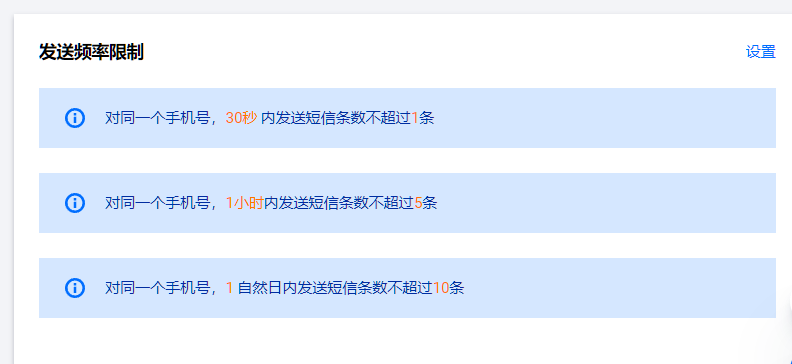 发送频率限制
设置
对同一个手机号，30秒 内发送短信条数不超过1条
对同一个手机号，1小时内发送短信条数不超过5条
对同一个手机号，1 自然日内发送短信条数不超过10条